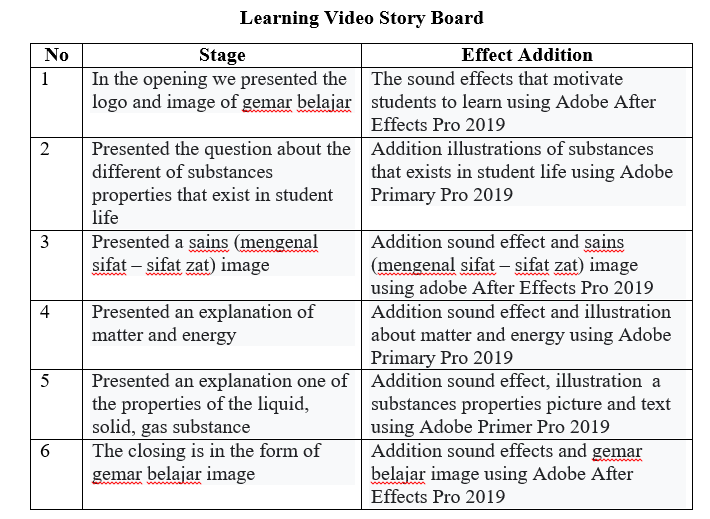 Learning Video Story Board
No Stage Effect Addition
1 In the opening we presented the The sound effects that motivate
logo and image of gemar belajar students to learn using Adobe After
Effects Pro 2019
2 Presented the question about the Addition illustrations of substances
different of substances that exists in student life using Adobe
properties that exist in student Primary Pro 2019
life
3 Presented a sains (mengenal Addition sound effect and sains
sifat – sifat zat) image (mengenal sifat – sifat zat) image
using adobe After Effects Pro 2019
4 Presented an explanation of Addition sound effect and illustration
matter and energy about matter and energy using Adobe
Primary Pro 2019
5 Presented an explanation one of Addition sound effect, illustration a
the properties of the liquid, substances properties picture and text
solid, gas substance using Adobe Primer Pro 2019
6 The closing is in the form of Addition sound effects and gemar
gemar belajar image belajar image using Adobe After
Effects Pro 2019